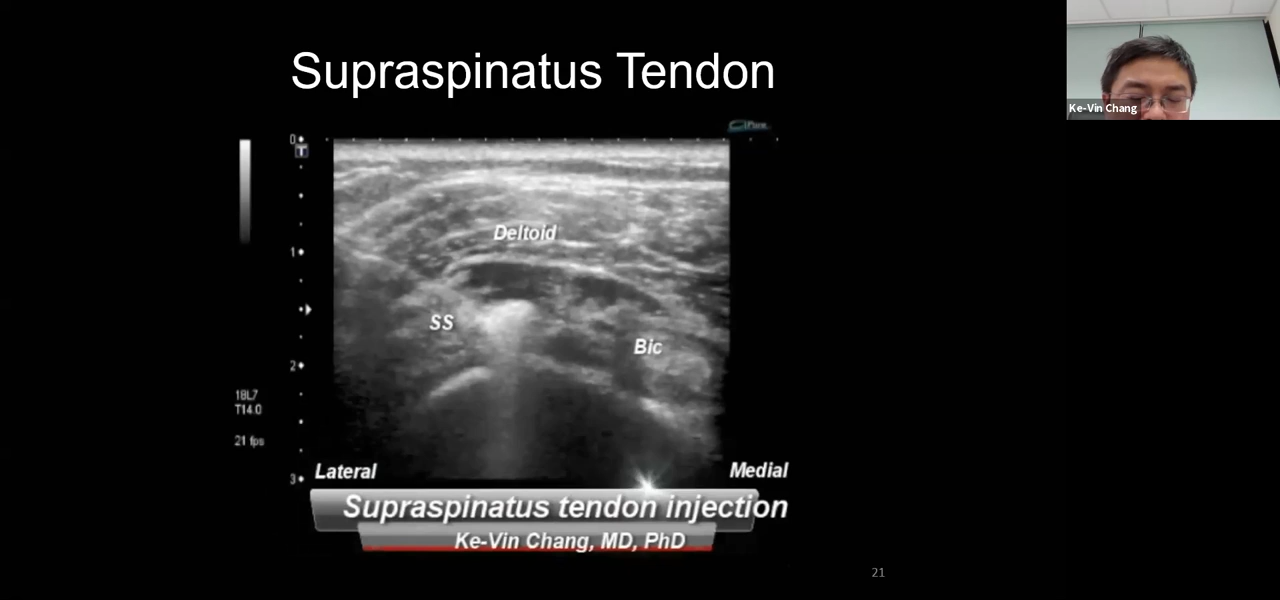 Supraspinatus Tendon
Ke-Vin Chang
0
T
Deltoid
1
SS
Bic
2
18L7
T14.0
21 fps
Lateral
Medial
3
Supraspinatus tendon injection
Ke-Vin Chang, MD, PhD
21